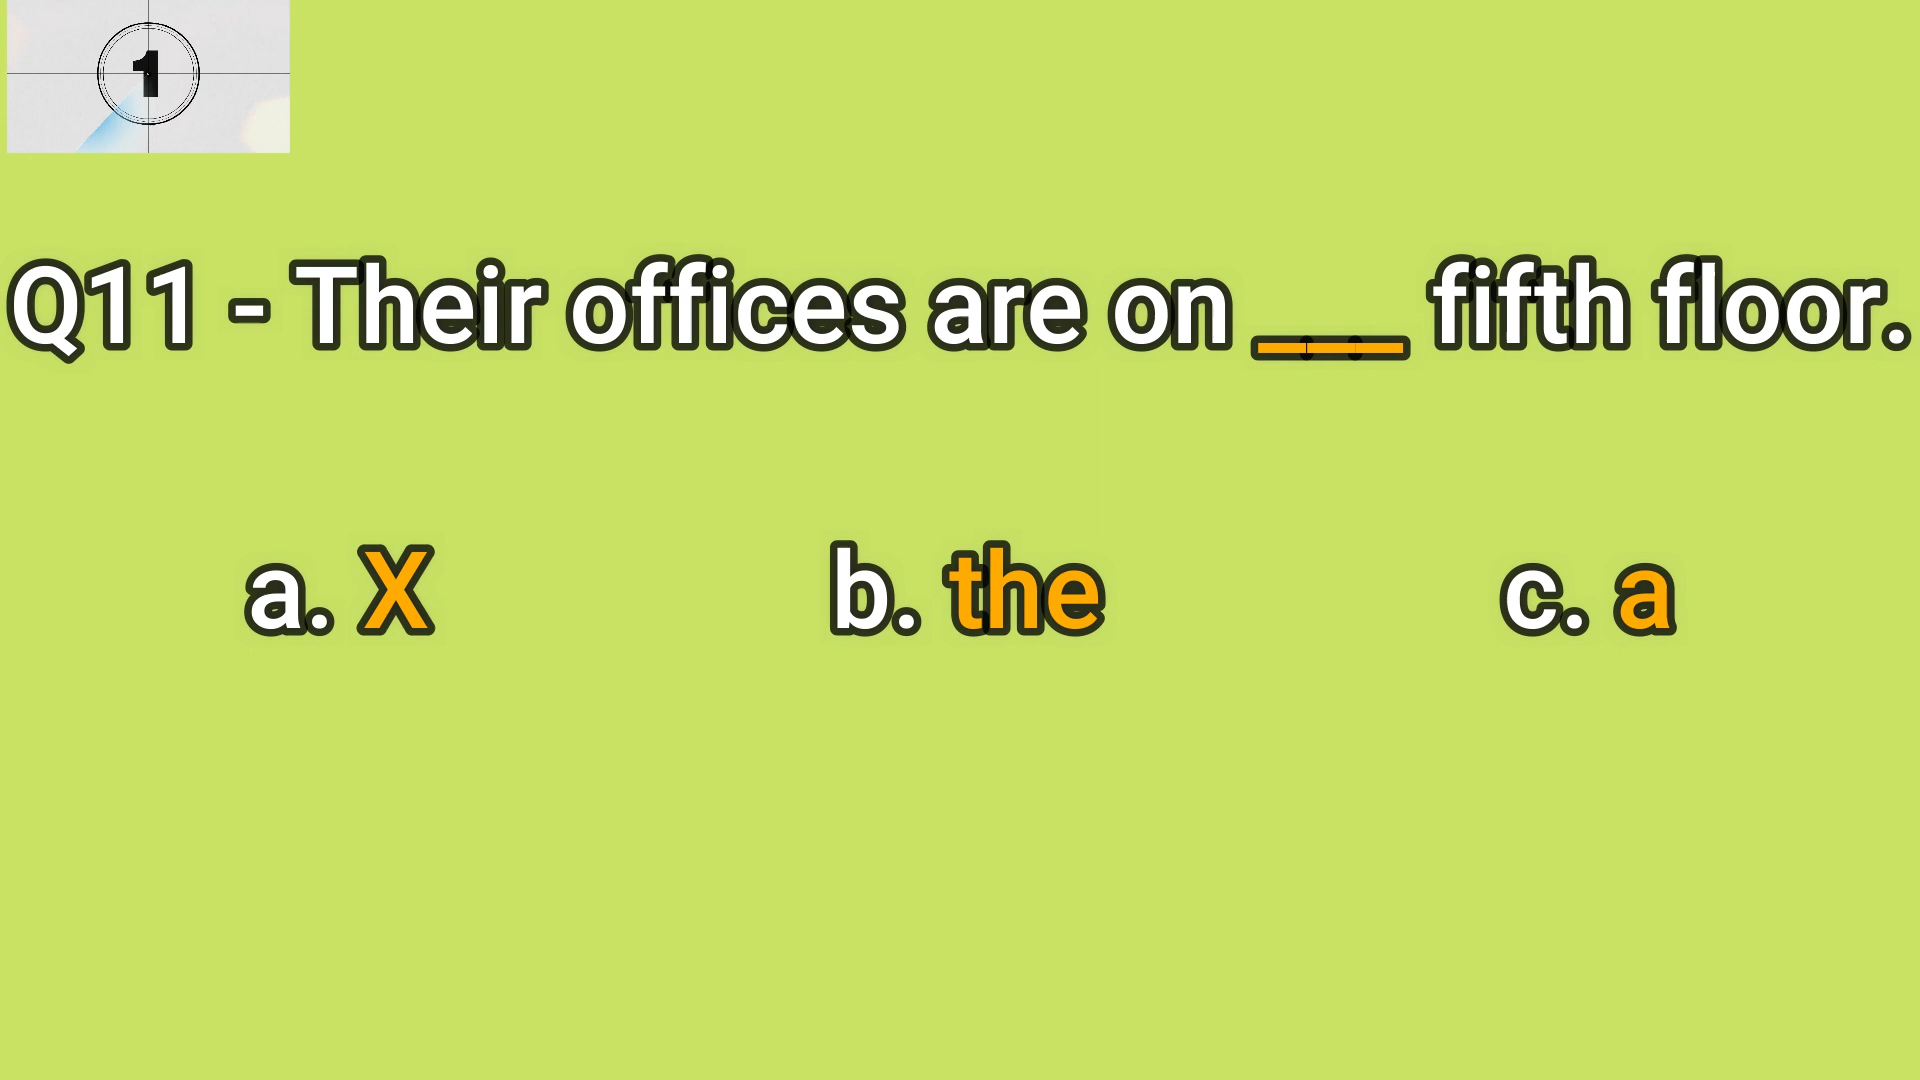 1
Q11 - Their offices are on ___ fifth floor.
a. X b. the c. a